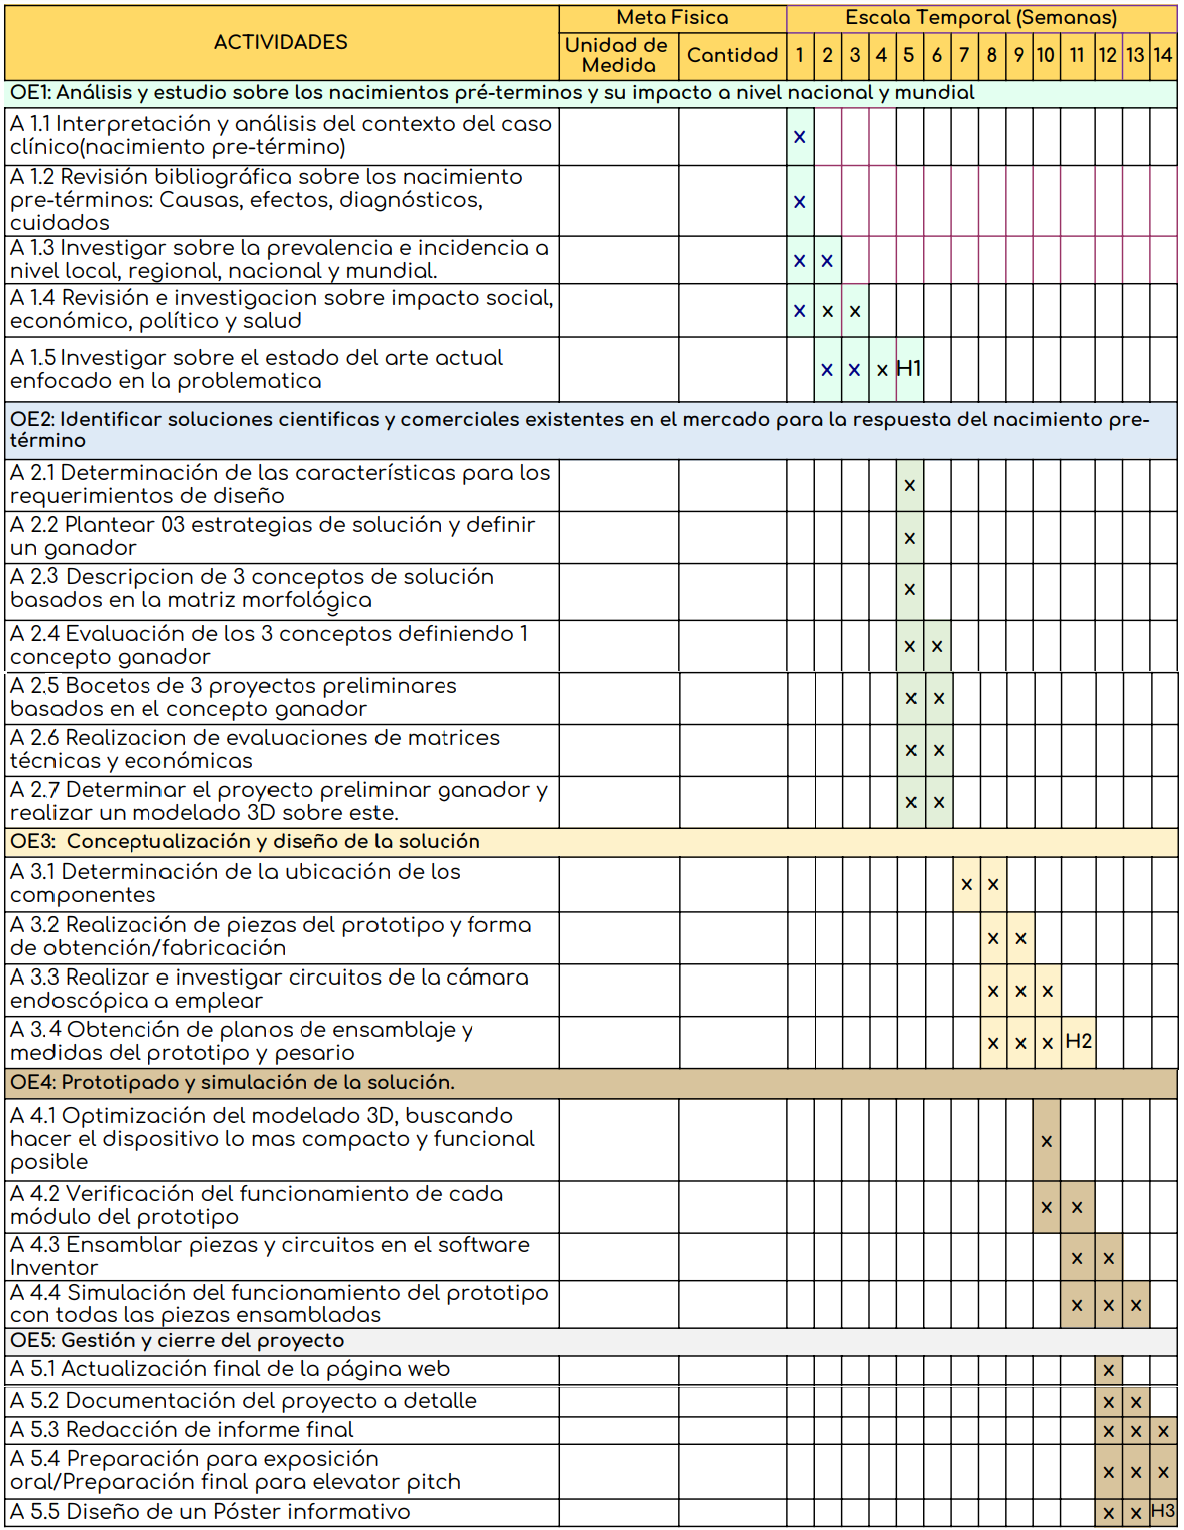 ACTIVIDADES
Meta Fisica
Escala Temporal (Semanas)
Unidad de
Medida
Cantidad
1 2 3 4 5 6 7 8 9 10 11 12 13 14
OE1: Análisis y estudio sobre los nacimientos pré-terminos y su impacto a nivel nacional y mundial
A 1.1 Interpretación y análisis del contexto del caso
clínico(nacimiento pre-término)
x
A 1.2 Revisión bibliográfica sobre los nacimiento
pre-términos: Causas, efectos, diagnósticos,
cuidados
x
A 1.3 Investigar sobre la prevalencia e incidencia a
nivel local, regional, nacional y mundial.
x x
A 1.4 Revisión e investigacion sobre impacto social,
económico, político y salud
x x x
A 1.5 Investigar sobre el estado del arte actual
enfocado en la problematica
x x x H1
OE2: Identificar soluciones cientificas y comerciales existentes en el mercado para la respuesta del nacimiento pre-
término
A 2.1 Determinación de las características para los
requerimientos de diseño
x
A 2.2 Plantear 03 estrategias de solución y definir
un ganador
x
A 2.3 Descripcion de 3 conceptos de solución
basados en la matriz morfológica
x
A 2.4 Evaluación de los 3 conceptos definiendo 1
concepto ganador
x x
A 2.5 Bocetos de 3 proyectos preliminares
basados en el concepto ganador
x x
A 2.6 Realizacion de evaluaciones de matrices
técnicas y económicas
x x
A 2.7 Determinar el proyecto preliminar ganador y
realizar un modelado 3D sobre este.
x x
OE3: Conceptualización y diseño de la solución
A 3.1 Determinación de la ubicación de los
componentes
x x
A 3.2 Realización de piezas del prototipo y forma
de obtención/fabricación
x x
A 3.3 Realizar e investigar circuitos de la cámara
endoscópica a emplear
x x x
A 3.4 Obtención de planos de ensamblaje y
medidas del prototipo y pesario
x x x H2
OE4: Prototipado y simulación de la solución.
A 4.1 Optimización del modelado 3D, buscando
hacer el dispositivo lo mas compacto y funcional
posible
x
A 4.2 Verificación del funcionamiento de cada
módulo del prototipo
x x
A 4.3 Ensamblar piezas y circuitos en el software
Inventor
x x
A 4.4 Simulación del funcionamiento del prototipo
con todas las piezas ensambladas
x x x
OE5: Gestión y cierre del proyecto
A 5.1 Actualización final de la página web
x
A 5.2 Documentación del proyecto a detalle
x x
A 5.3 Redacción de informe final
x x x
A 5.4 Preparación para exposición
oral/Preparación final para elevator pitch
x x x
A 5.5 Diseño de un Póster informativo
x x H3